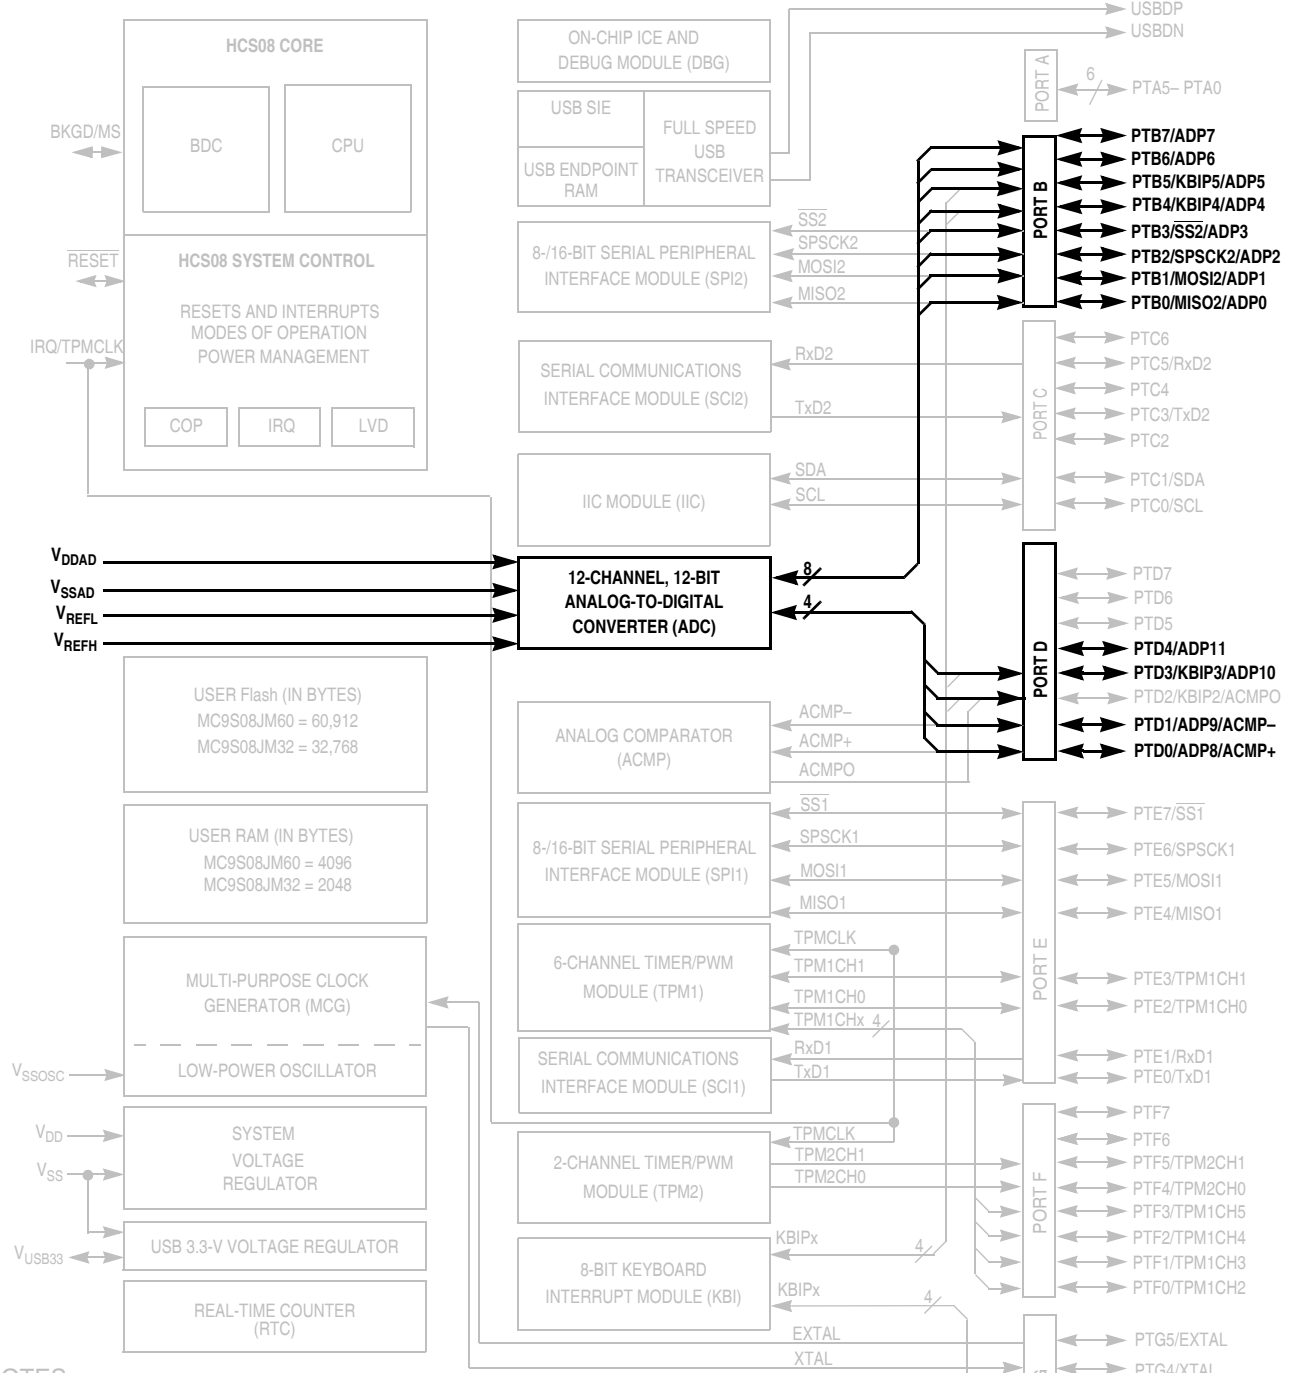 HCS08 CORE
BDC
CPU
BKGD/MS
HCS08 SYSTEM CONTROL
RESET
RESETS AND INTERRUPTS
MODES OF OPERATION
POWER MANAGEMENT
IRQ/TPMCLK
COP
IRQ
LVD
ON-CHIP ICE AND
DEBUG MODULE (DBG)
USB SIE
USB ENDPOINT
RAM
FULL SPEED
USB
TRANSCEIVER
USBDP
USBDN
PORT A
6
PTA5– PTA0
8-/16-BIT SERIAL PERIPHERAL
INTERFACE MODULE (SPI2)
SS2
SPSCK2
MOSI2
MISO2
PORT B
PTB7/ADP7
PTB6/ADP6
PTB5/KBIP5/ADP5
PTB4/KBIP4/ADP4
PTB3/SS2/ADP3
PTB2/SPSCK2/ADP2
PTB1/MOSI2/ADP1
PTB0/MISO2/ADP0
SERIAL COMMUNICATIONS
INTERFACE MODULE (SCI2)
RxD2
TxD2
IIC MODULE (IIC)
SDA
SCL
PORT C
PTC6
PTC5/RxD2
PTC4
PTC3/TxD2
PTC2
PTC1/SDA
PTC0/SCL
VDDAD
VSSAD
VREFL
VREFH
12-CHANNEL, 12-BIT
ANALOG-TO-DIGITAL
CONVERTER (ADC)
8
4
PORT D
PTD7
PTD6
PTD5
PTD4/ADP11
PTD3/KBIP3/ADP10
PTD2/KBIP2/ACMPO
PTD1/ADP9/ACMP–
PTD0/ADP8/ACMP+
USER Flash (IN BYTES)
MC9S08JM60 = 60,912
MC9S08JM32 = 32,768
ANALOG COMPARATOR
(ACMP)
ACMP–
ACMP+
ACMPO
USER RAM (IN BYTES)
MC9S08JM60 = 4096
MC9S08JM32 = 2048
8-/16-BIT SERIAL PERIPHERAL
INTERFACE MODULE (SPI1)
SS1
SPSCK1
MOSI1
MISO1
PORT E
PTE7/SS1
PTE6/SPSCK1
PTE5/MOSI1
PTE4/MISO1
PTE3/TPM1CH1
PTE2/TPM1CH0
PTE1/RxD1
PTE0/TxD1
MULTI-PURPOSE CLOCK
GENERATOR (MCG)
LOW-POWER OSCILLATOR
VSSOSC
6-CHANNEL TIMER/PWM
MODULE (TPM1)
TPMCLK
TPM1CH1
TPM1CH0
TPM1CHx
4
SERIAL COMMUNICATIONS
INTERFACE MODULE (SCI1)
RxD1
TxD1
VDD
VSS
SYSTEM
VOLTAGE
REGULATOR
2-CHANNEL TIMER/PWM
MODULE (TPM2)
TPMCLK
TPM2CH1
TPM2CH0
PORT F
PTF7
PTF6
PTF5/TPM2CH1
PTF4/TPM2CH0
PTF3/TPM1CH5
PTF2/TPM1CH4
PTF1/TPM1CH3
PTF0/TPM1CH2
VUSB33
USB 3.3-V VOLTAGE REGULATOR
8-BIT KEYBOARD
INTERRUPT MODULE (KBI)
KBIPx
4
KBIPx
4
REAL-TIME COUNTER
(RTC)
EXTAL
XTAL
PTG5/EXTAL
PTG4/XTAL